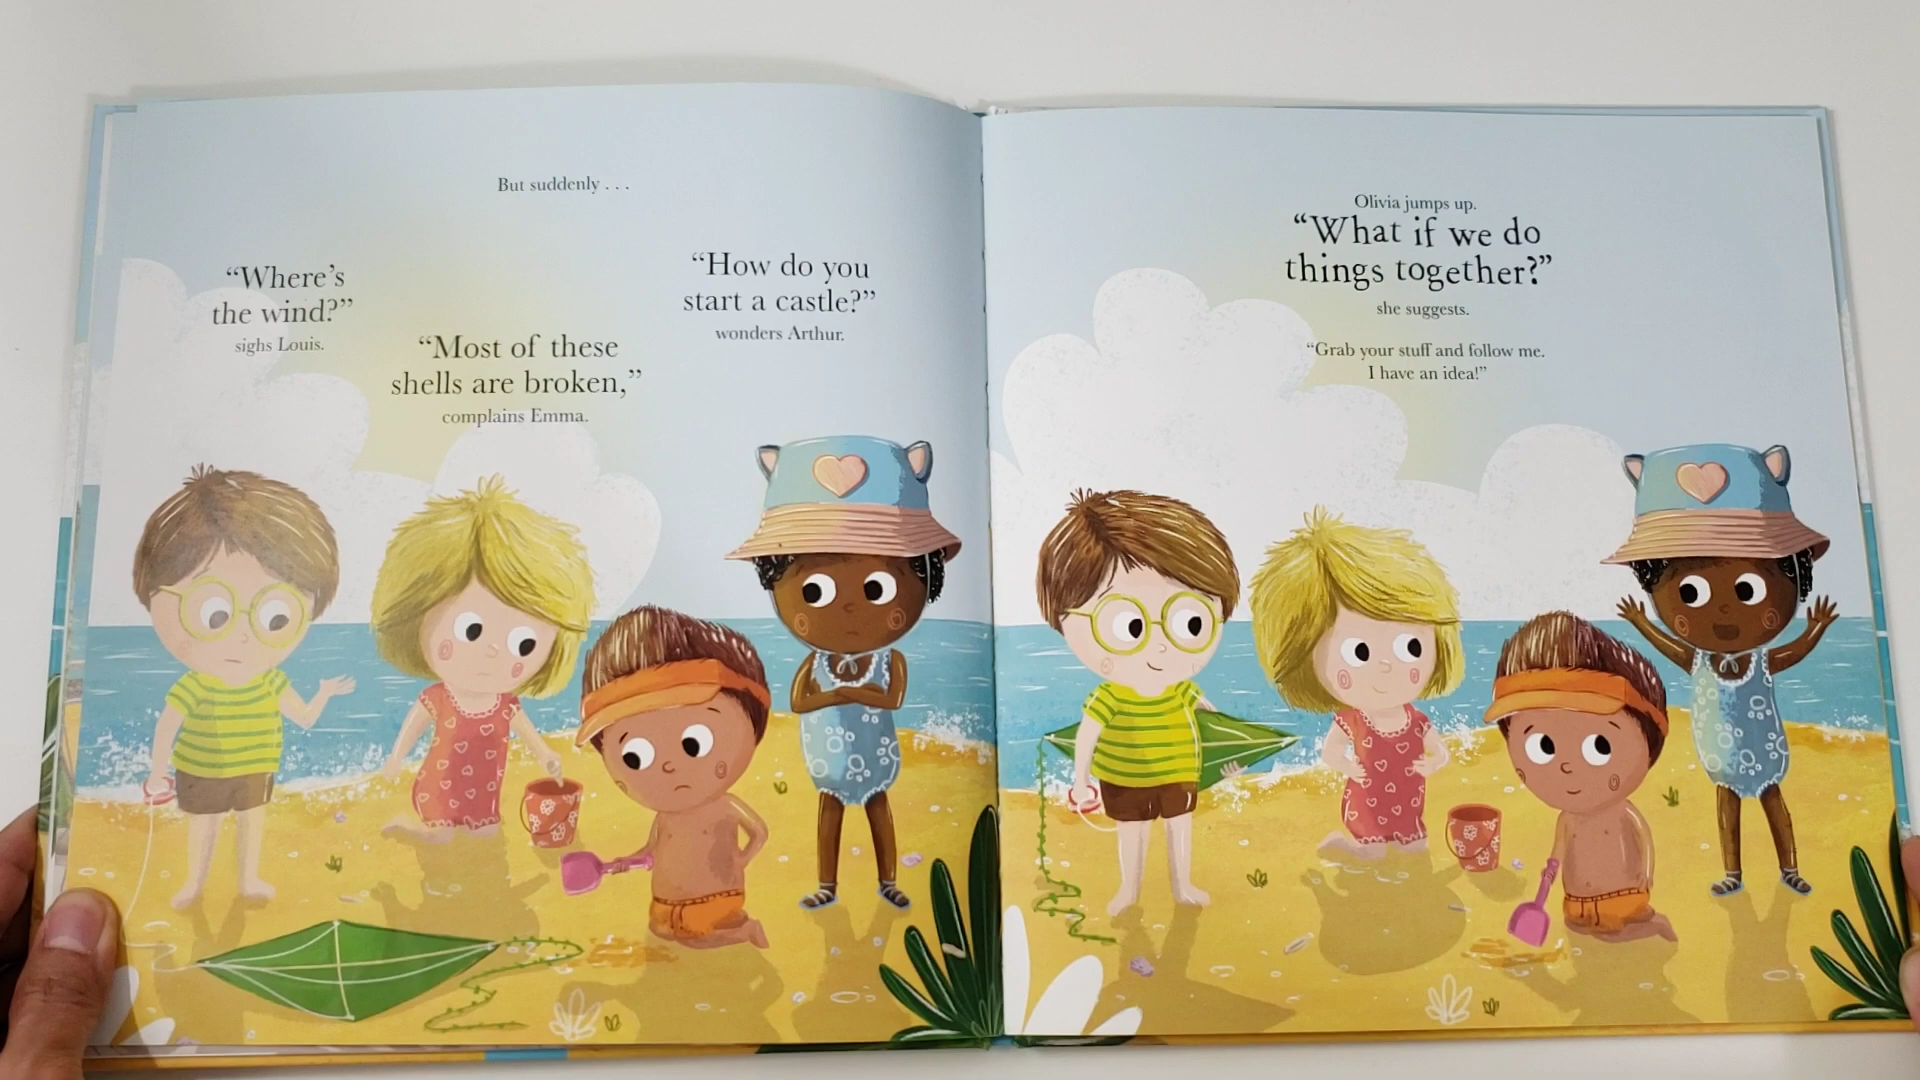 But suddenly . . .
“Where’s
the wind?”
sighs Louis.
“Most of these
shells are broken,”
complains Emma.
“How do you
start a castle?”
wonders Arthur.
Olivia jumps up.
“What if we do
things together?”
she suggests.
“Grab your stuff and follow me.
I have an idea!”